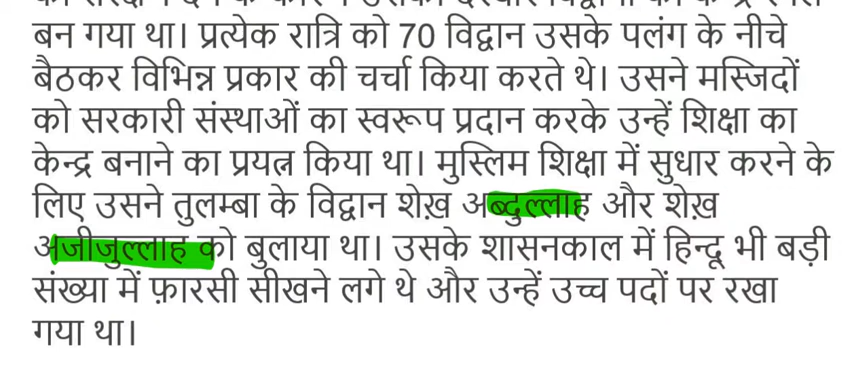 बन गया था। प्रत्येक रात्रि को 70 विद्वान उसके पलंग के नीचे
बैठकर विभिन्न प्रकार की चर्चा किया करते थे। उसने मस्जिदों
को सरकारी संस्थाओं का स्वरूप प्रदान करके उन्हें शिक्षा का
केन्द्र बनाने का प्रयत्न किया था। मुस्लिम शिक्षा में सुधार करने के
लिए उसने तुलम्बा के विद्वान शेख़ अब्दुल्लाह और शेख़
अजीजुल्लाह को बुलाया था। उसके शासनकाल में हिन्दू भी बड़ी
संख्या में फ़ारसी सीखने लगे थे और उन्हें उच्च पदों पर रखा
गया था।